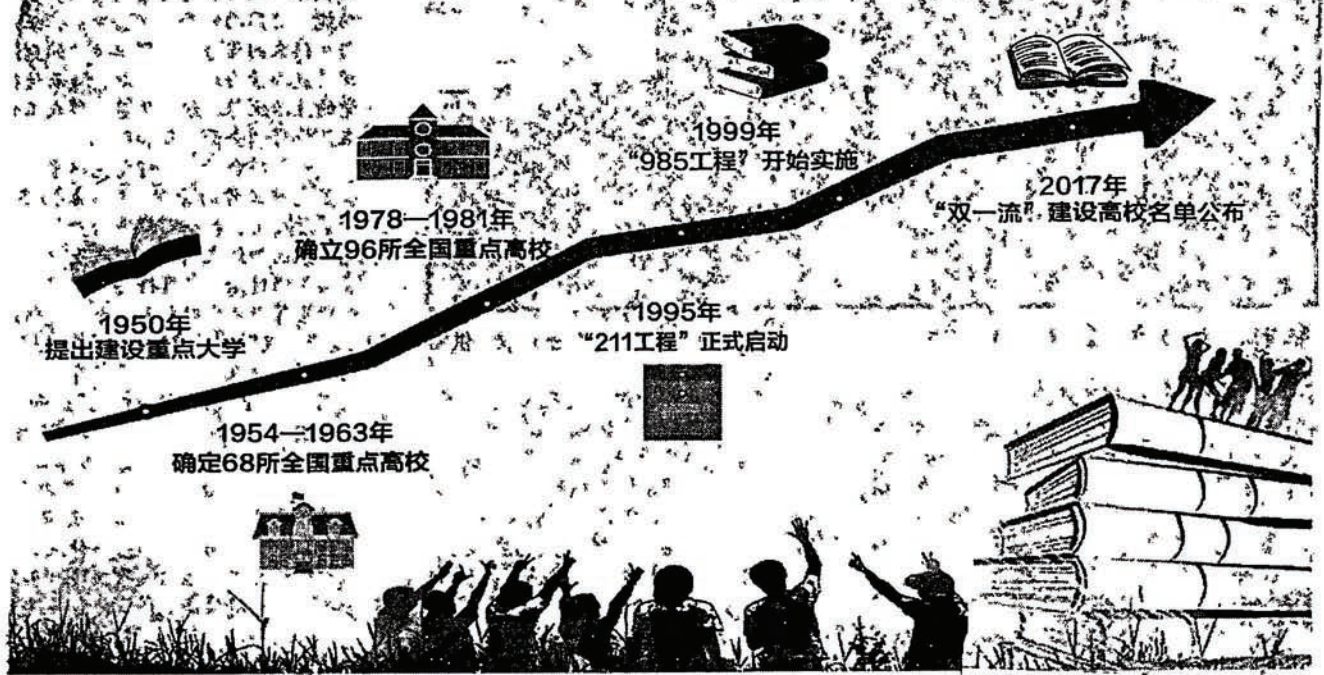 1950年
提出建设重点大学
1954—1963年
确定68所全国重点高校
1978—1981年
确立96所全国重点高校
1995年
“211工程”正式启动
1999年
“985工程”开始实施
2017年
“双一流”建设高校名单公布